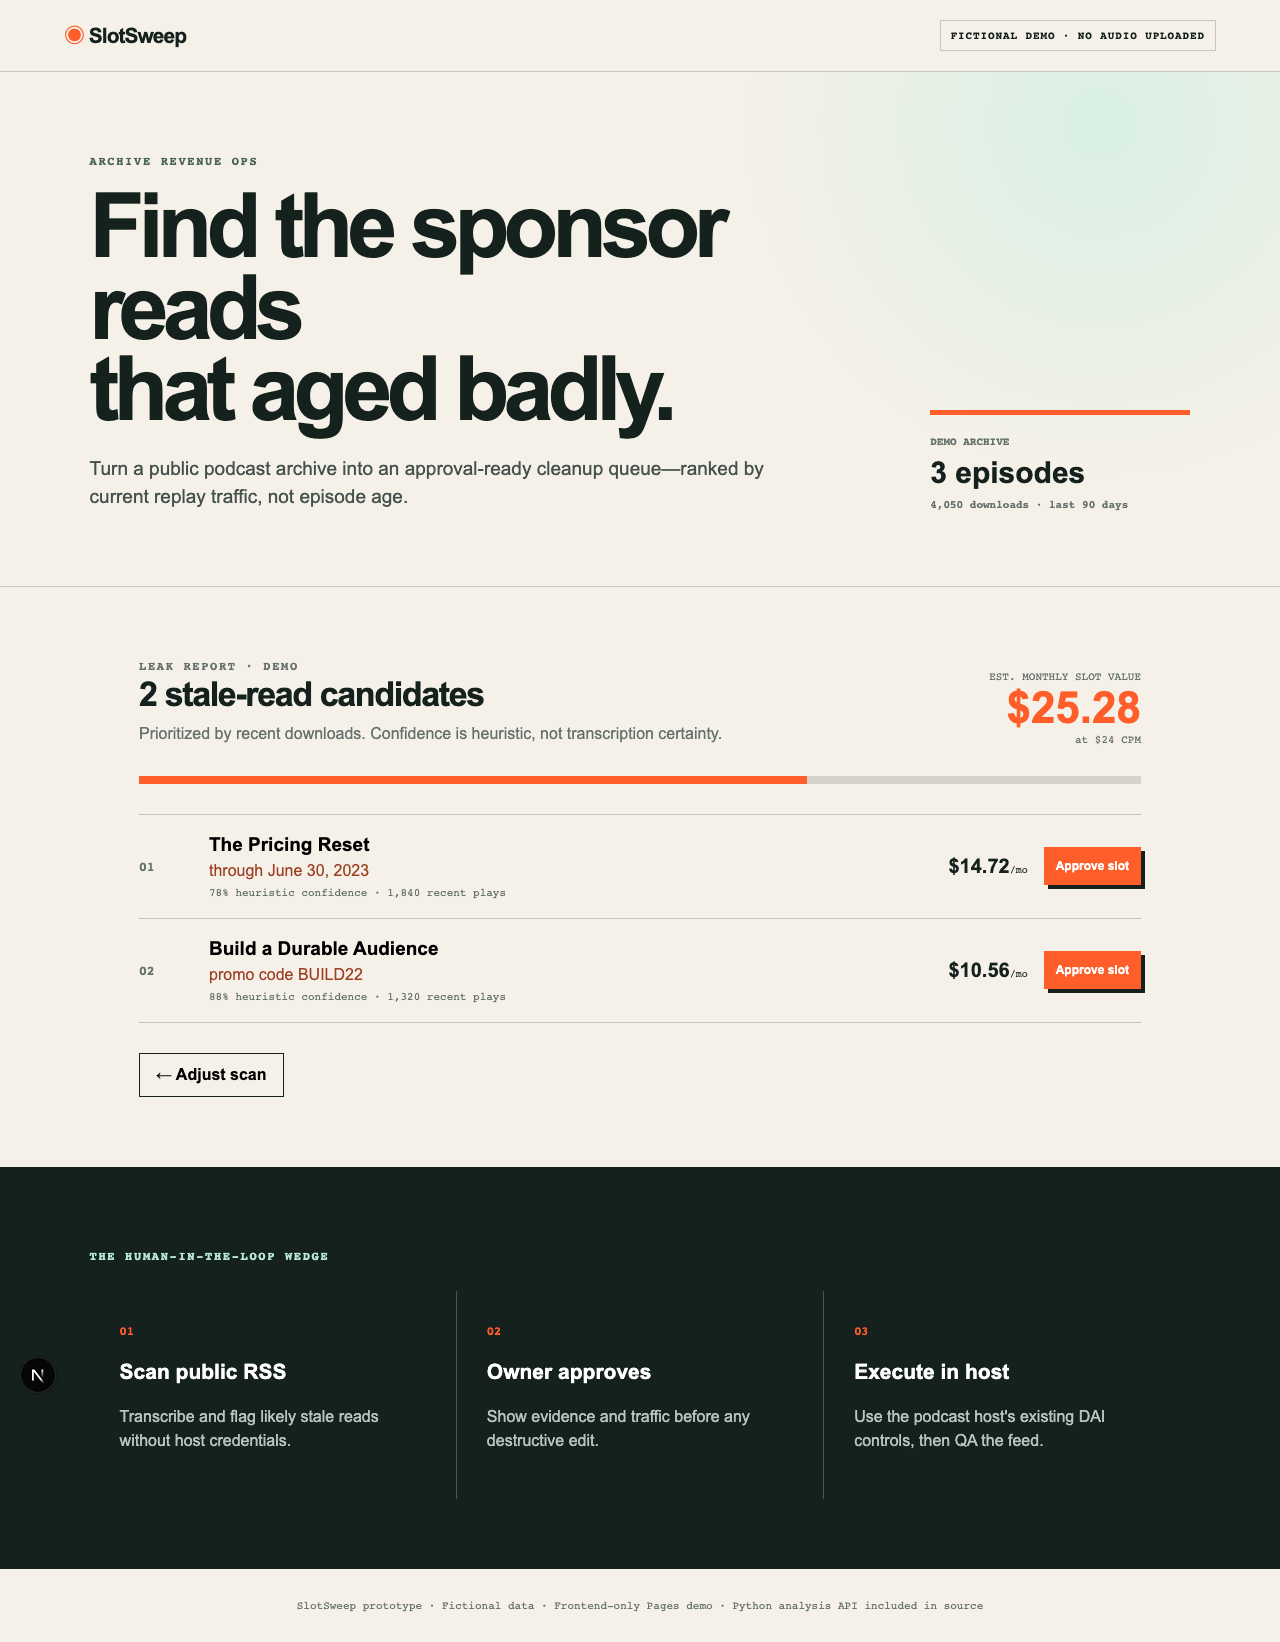 SlotSweep
FICTIONAL DEMO · NO AUDIO UPLOADED
ARCHIVE REVENUE OPS
Find the sponsor
reads
that aged badly.
Turn a public podcast archive into an approval-ready cleanup queue—ranked by
current replay traffic, not episode age.
DEMO ARCHIVE
3 episodes
4,050 downloads · last 90 days
LEAK REPORT · DEMO
2 stale-read candidates
Prioritized by recent downloads. Confidence is heuristic, not transcription certainty.
EST. MONTHLY SLOT VALUE
$25.28
at $24 CPM
01
The Pricing Reset
through June 30, 2023
78% heuristic confidence · 1,840 recent plays
$14.72/mo
Approve slot
02
Build a Durable Audience
promo code BUILD22
88% heuristic confidence · 1,320 recent plays
$10.56/mo
Approve slot
← Adjust scan
THE HUMAN-IN-THE-LOOP WEDGE
01
Scan public RSS
Transcribe and flag likely stale reads
without host credentials.
02
Owner approves
Show evidence and traffic before any
destructive edit.
03
Execute in host
Use the podcast host's existing DAI
controls, then QA the feed.
N
SlotSweep prototype · Fictional data · Frontend-only Pages demo · Python analysis API included in source